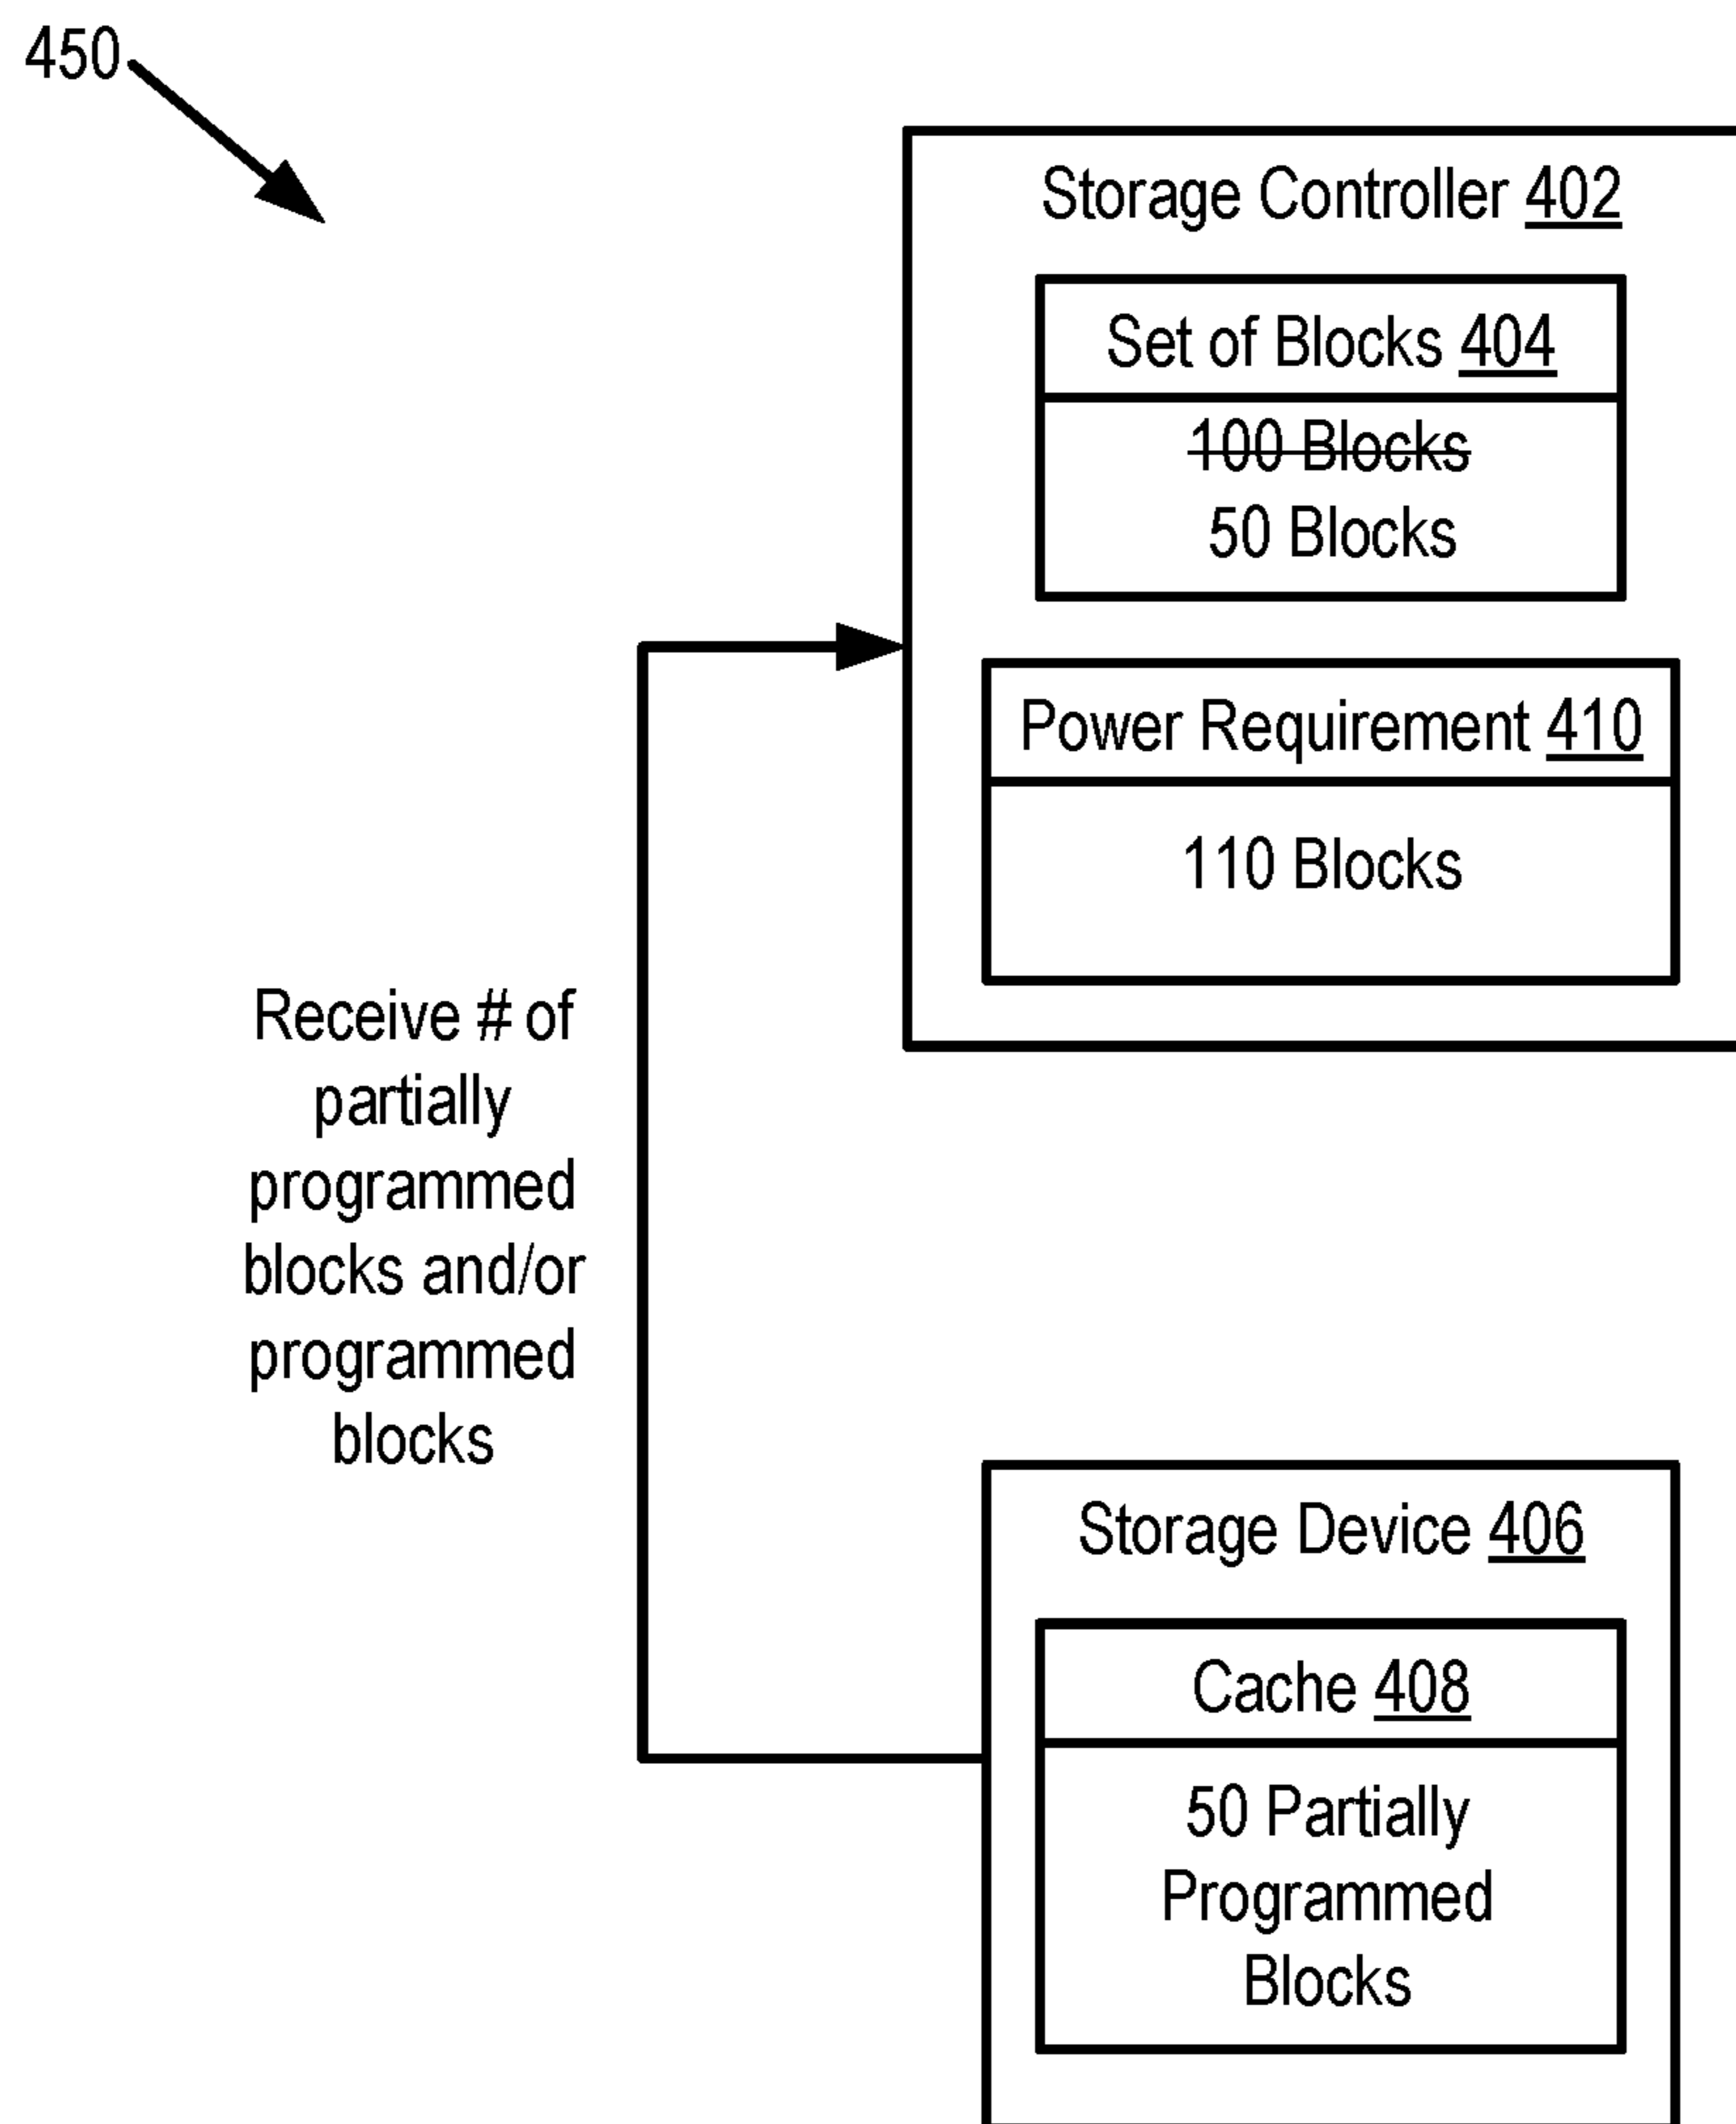 450
Storage Controller 402
Set of Blocks 404
100 Blocks
50 Blocks
Power Requirement 410
110 Blocks
Receive # of
partially
programmed
blocks and/or
programmed
blocks
Storage Device 406
Cache 408
50 Partially
Programmed
Blocks